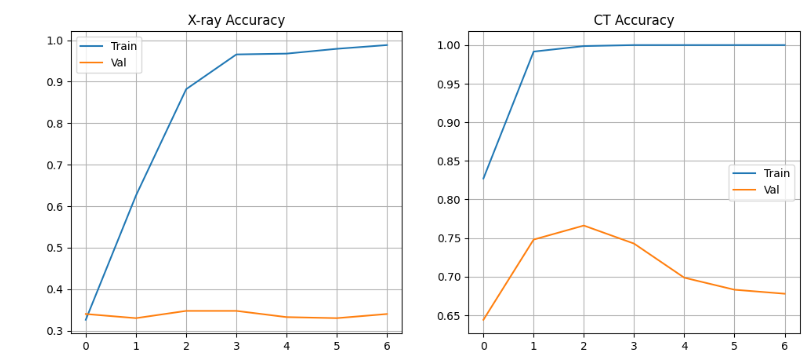 X-ray Accuracy
1.0
0.9
0.8
0.7
0.6
0.5
0.4
0.3
Train
Val
0 1 2 3 4 5 6
CT Accuracy
1.00
0.95
0.90
0.85
0.80
0.75
0.70
0.65
Train
Val
0 1 2 3 4 5 6